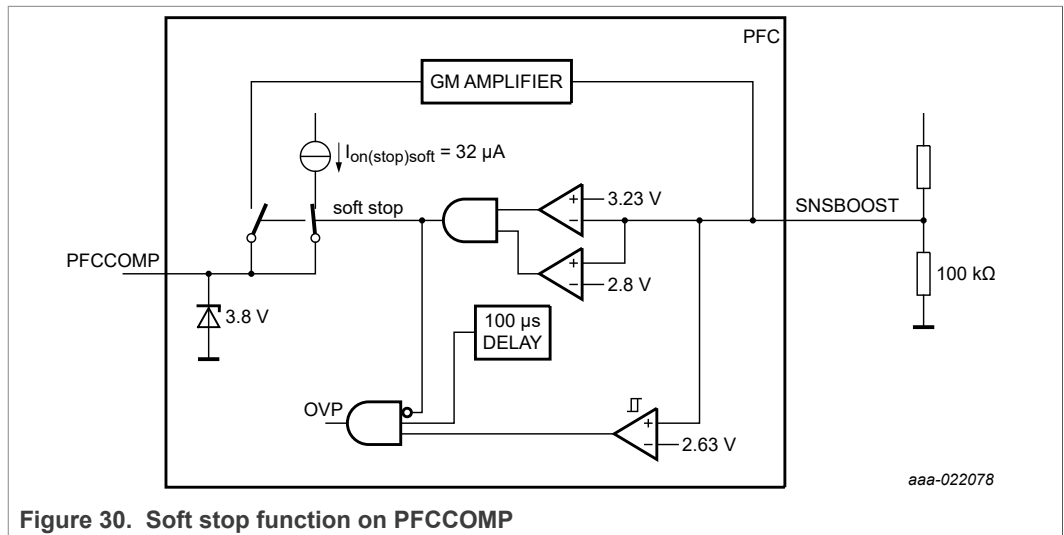 PFC
GM AMPLIFIER
Ion(stop)soft = 32 µA
3.23 V
soft stop
SNSBOOST
PFCCOMP
2.8 V
100 kΩ
3.8 V
100 µs
DELAY
OVP
2.63 V
aaa-022078
Figure 30. Soft stop function on PFCCOMP